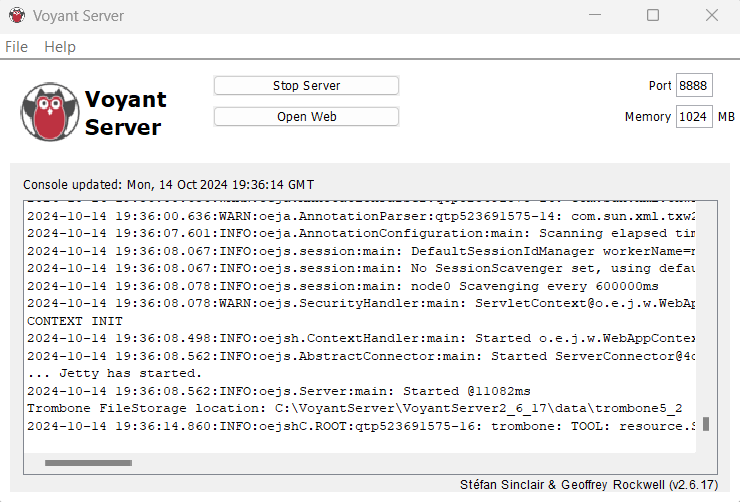 Voyant Server
File Help
Stop Server
Port 8888
Voyant
Server
Open Web
Memory 1024 MB
Console updated: Mon, 14 Oct 2024 19:36:14 GMT
2024-10-14 19:36:00.636:WARN:oeja.AnnotationParser:qtp523691575-14: com.sun.xml.txw2
2024-10-14 19:36:07.601:INFO:oeja.AnnotationConfiguration:main: Scanning elapsed tim
2024-10-14 19:36:08.067:INFO:oejs.session:main: DefaultSessionIdManager workerName=n
2024-10-14 19:36:08.067:INFO:oejs.session:main: No SessionScavenger set, using defau
2024-10-14 19:36:08.078:INFO:oejs.session:main: node0 Scavenging every 600000ms
2024-10-14 19:36:08.078:WARN:oejs.SecurityHandler:main: ServletContext@o.e.j.w.WebAp
CONTEXT INIT
2024-10-14 19:36:08.498:INFO:oejsh.ContextHandler:main: Started o.e.j.w.WebAppContex
2024-10-14 19:36:08.562:INFO:oejs.AbstractConnector:main: Started ServerConnector@4c
... Jetty has started.
2024-10-14 19:36:08.562:INFO:oejs.Server:main: Started @11082ms
Trombone FileStorage location: C:\VoyantServer\VoyantServer2_6_17\data\trombone5_2
2024-10-14 19:36:14.860:INFO:oejshC.ROOT:qtp523691575-16: trombone: TOOL: resource.S
Stéfan Sinclair & Geoffrey Rockwell (v2.6.17)